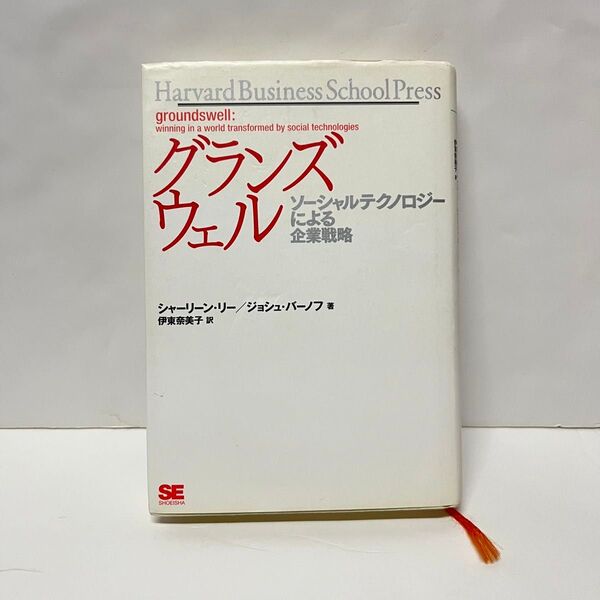 Harvard Business School Press
groundswell:
winning in a world transformed by social technologies
グランズ
ウェル
ソーシャルテクノロジー
による
企業戦略
シャーリーン・リー／ジョシュ・バーノフ 著
伊東奈美子 訳
SE
SHOEISHA